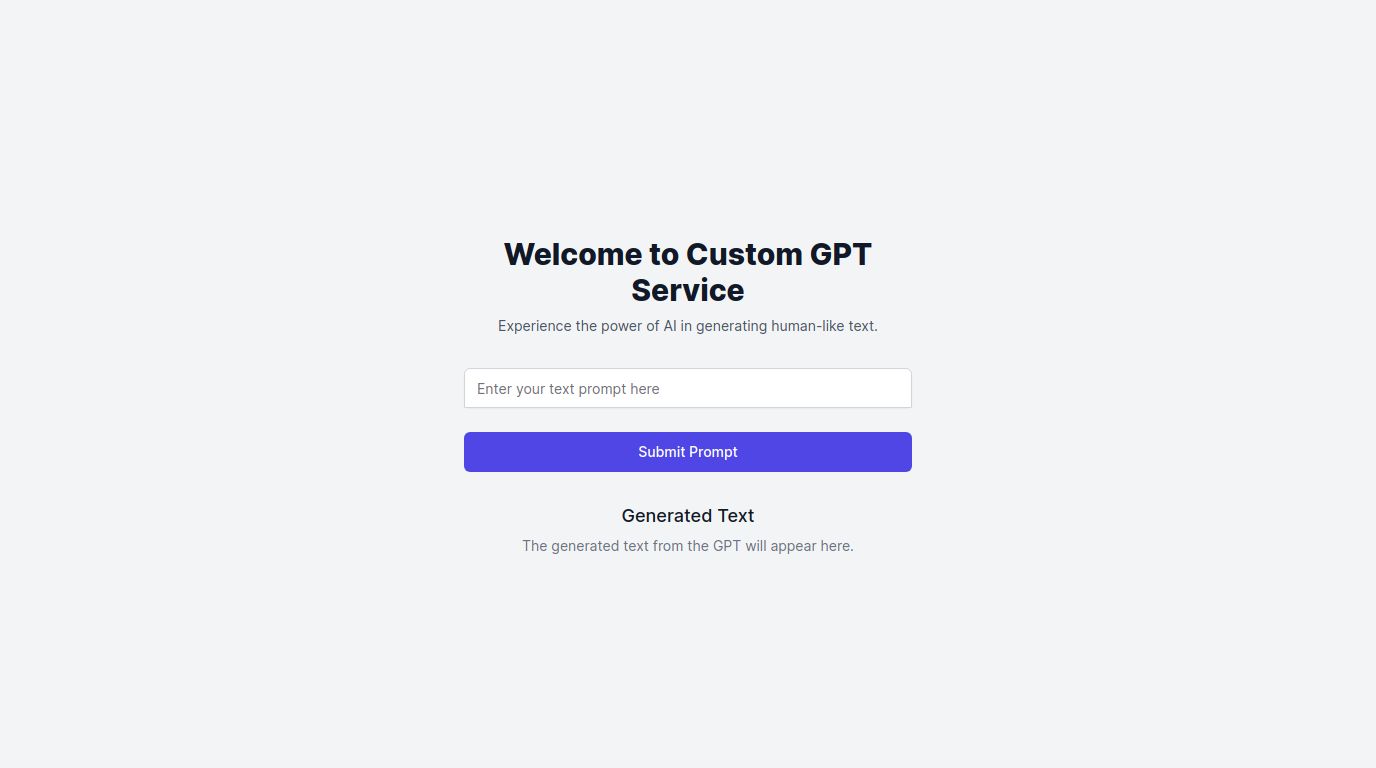 Welcome to Custom GPT
Service
Experience the power of AI in generating human-like text.
Enter your text prompt here
Submit Prompt
Generated Text
The generated text from the GPT will appear here.